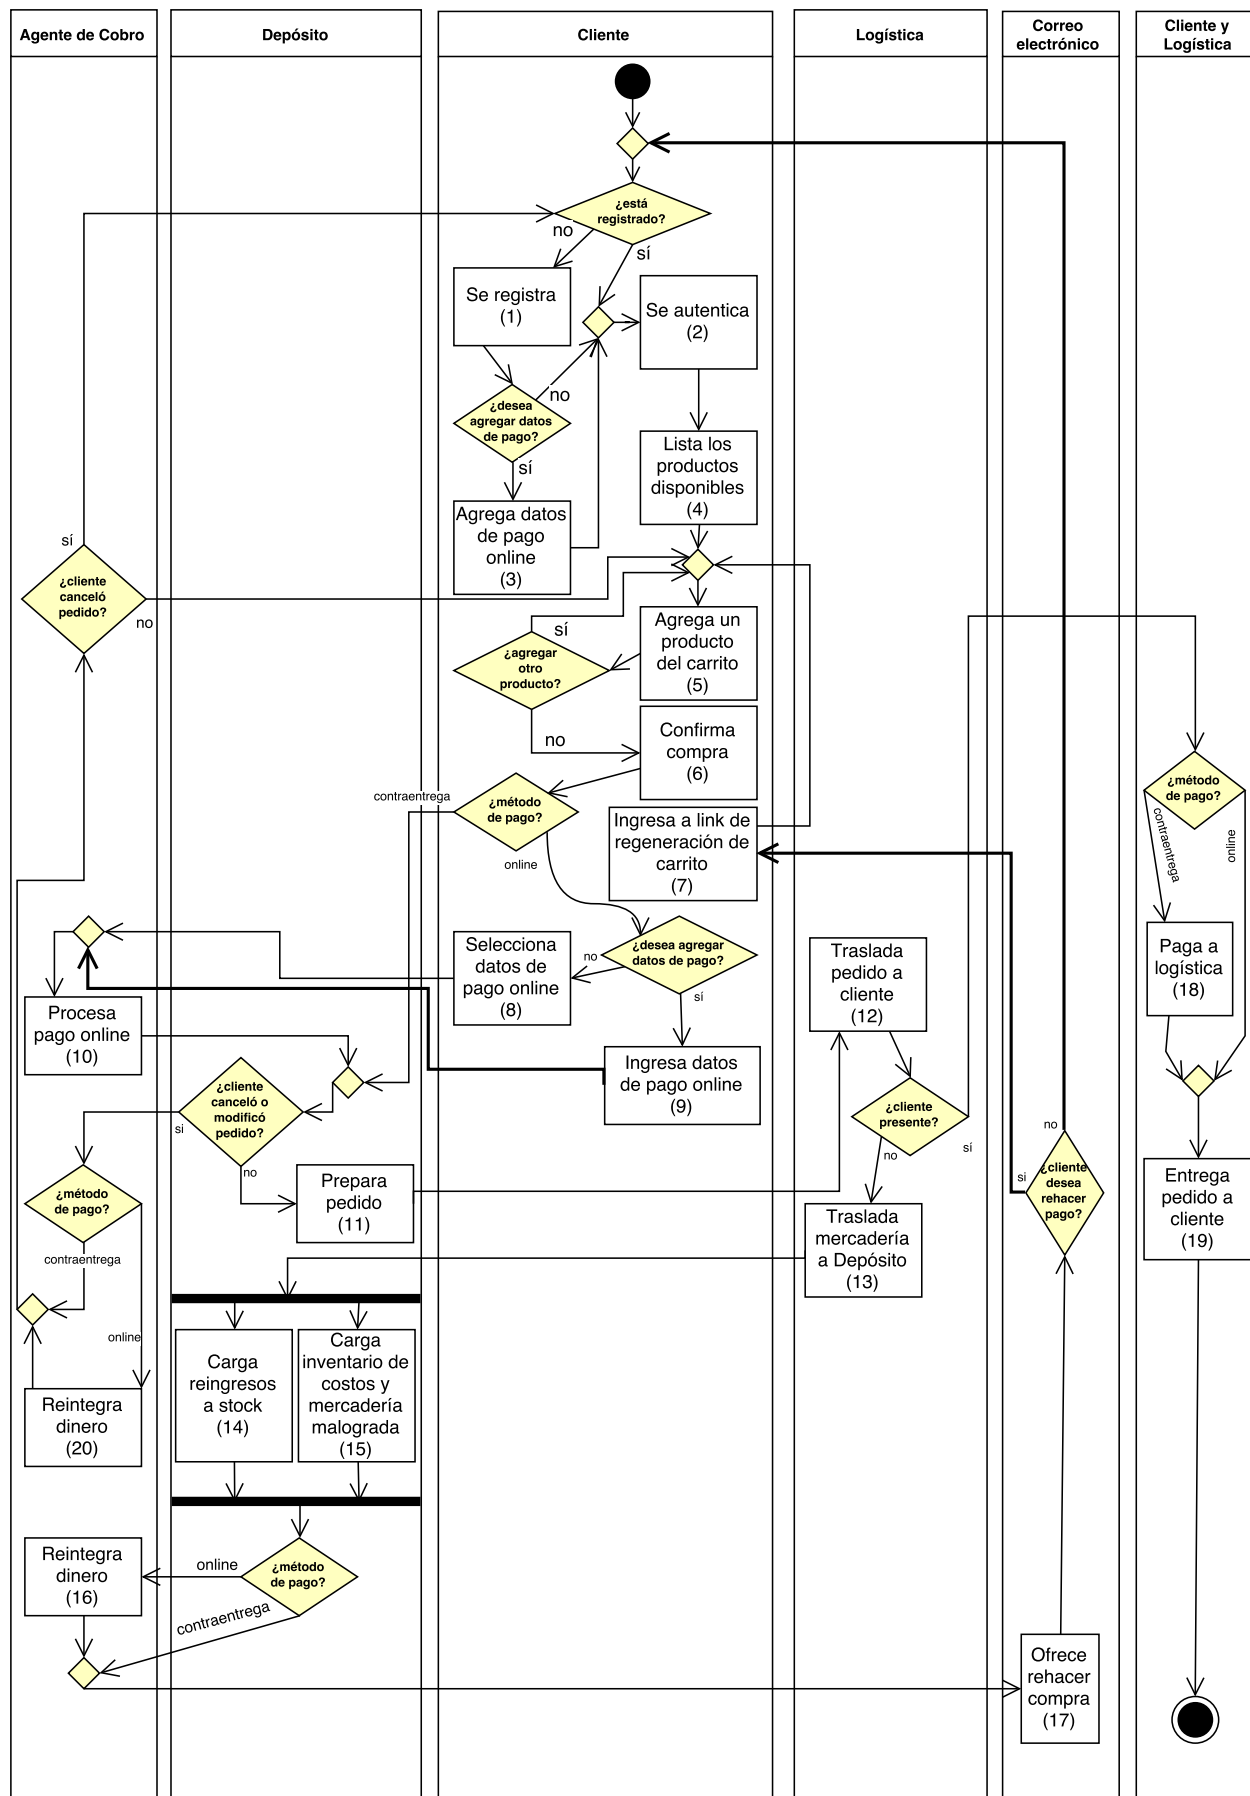 Agente de Cobro
Depósito
Cliente
Logística
Correo
electrónico
Cliente y
Logística
¿está
registrado?
no
sí
Se registra
(1)
Se autentica
(2)
¿desea
agregar datos
de pago?
no
sí
Lista los
productos
disponibles
(4)
Agrega datos
de pago
online
(3)
sí
¿cliente
canceló
pedido?
no
Agrega un
producto
del carrito
(5)
sí
¿agregar
otro
producto?
no
Confirma
compra
(6)
¿método
de pago?
contraentrega
online
Ingresa a link de
regeneración de
carrito
(7)
¿método
de pago?
contraentrega
online
¿desea agregar
datos de pago?
no
sí
Selecciona
datos de
pago online
(8)
Traslada
pedido a
cliente
(12)
Paga a
logística
(18)
Procesa
pago online
(10)
Ingresa datos
de pago online
(9)
¿cliente
canceló o
modificó
pedido?
si
no
¿cliente
presente?
sí
no
no
¿cliente
desea
rehacer
pago?
si
¿método
de pago?
contraentrega
online
Prepara
pedido
(11)
Traslada
mercadería
a Depósito
(13)
Entrega
pedido a
cliente
(19)
Carga
reingresos
a stock
(14)
Carga
inventario de
costos y
mercadería
malograda
(15)
Reintegra
dinero
(20)
Reintegra
dinero
(16)
online
¿método
de pago?
contraentrega
Ofrece
rehacer
compra
(17)